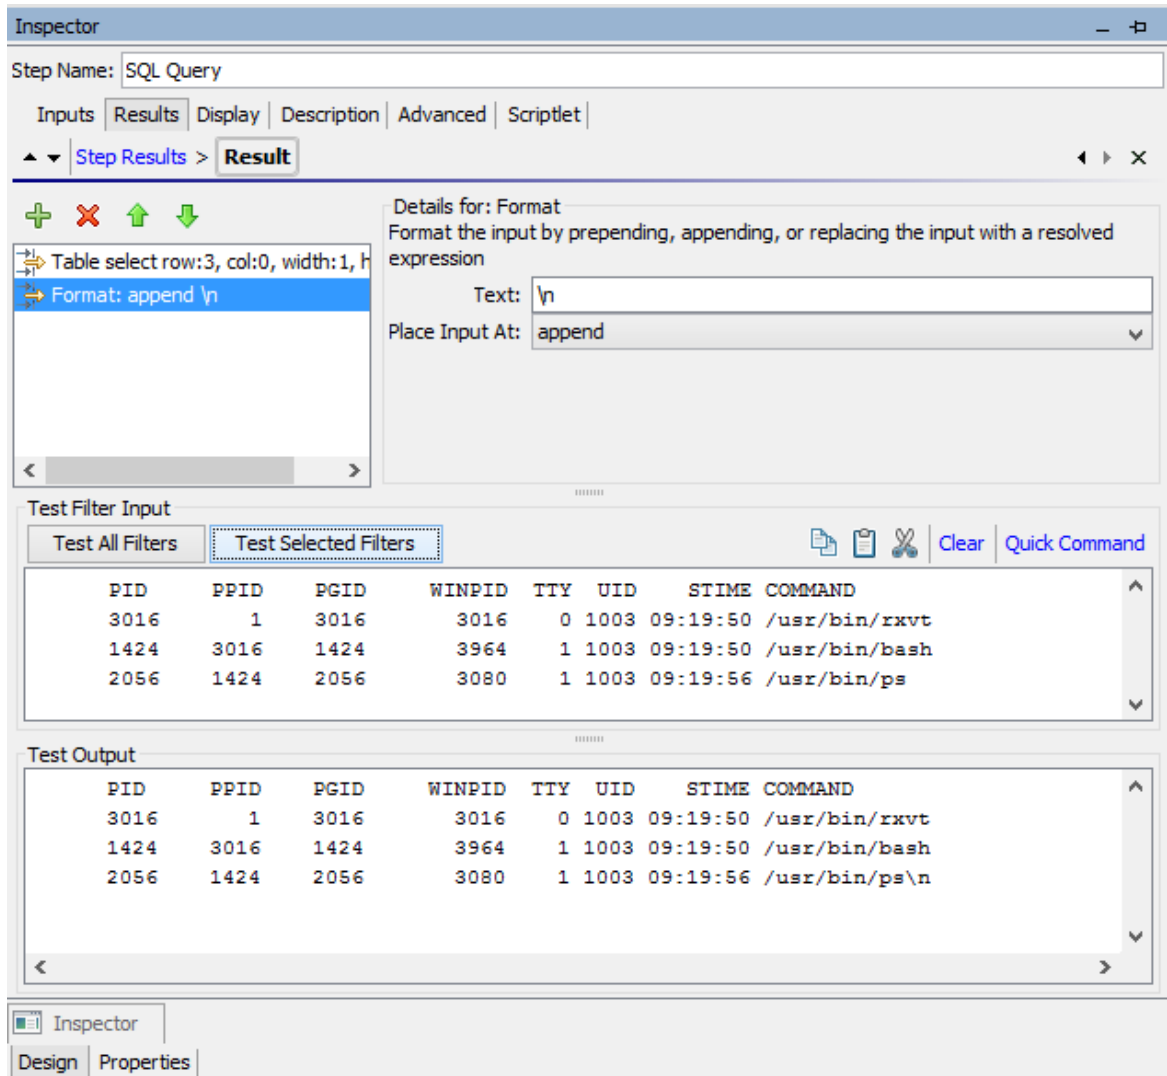 Inspector
Step Name: SQL Query
Inputs Results Display Description Advanced Scriptlet
Step Results > Result
Table select row:3, col:0, width:1, h
Format: append \n
Details for: Format
Format the input by prepending, appending, or replacing the input with a resolved
expression
Text: \n
Place Input At: append
Test Filter Input
Test All Filters Test Selected Filters Clear Quick Command
PID PPID PGID WINPID TTY UID STIME COMMAND
3016 1 3016 3016 0 1003 09:19:50 /usr/bin/rxvt
1424 3016 1424 3964 1 1003 09:19:50 /usr/bin/bash
2056 1424 2056 3080 1 1003 09:19:56 /usr/bin/ps
Test Output
PID PPID PGID WINPID TTY UID STIME COMMAND
3016 1 3016 3016 0 1003 09:19:50 /usr/bin/rxvt
1424 3016 1424 3964 1 1003 09:19:50 /usr/bin/bash
2056 1424 2056 3080 1 1003 09:19:56 /usr/bin/ps\n
Inspector
Design Properties